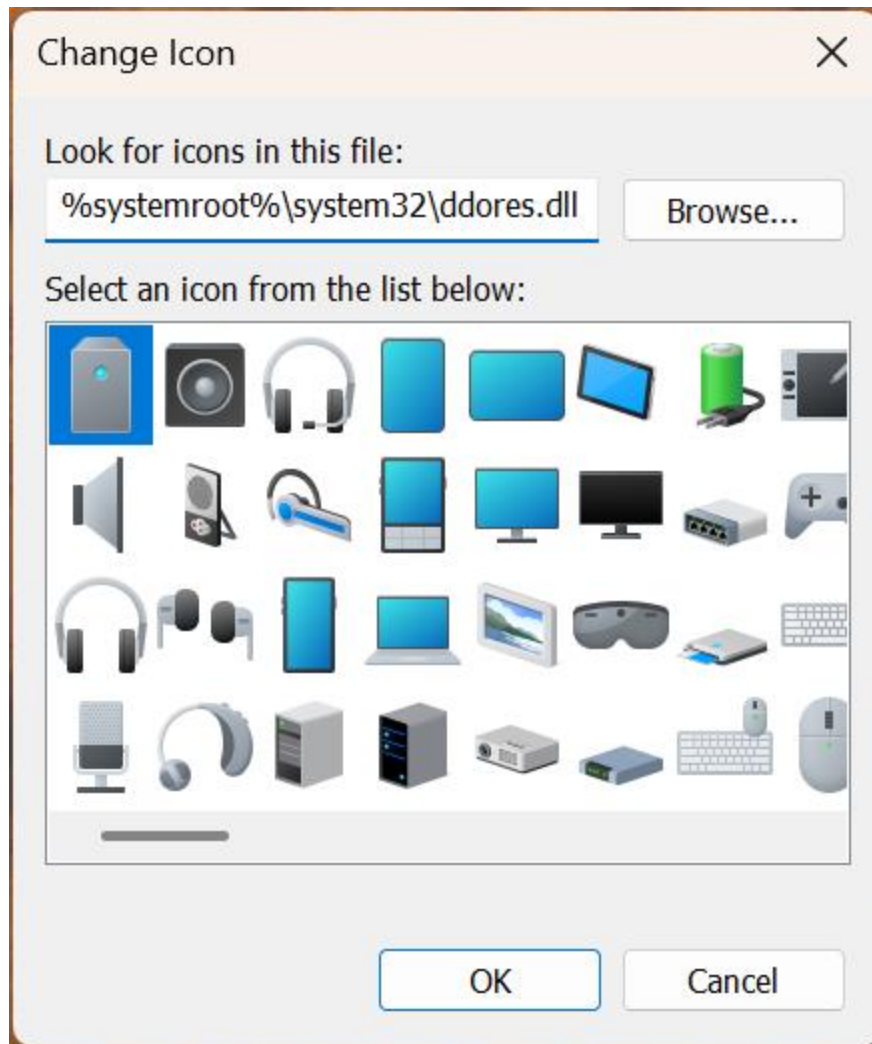 Change Icon
Look for icons in this file:
%systemroot%\system32\ddores.dll
Browse...
Select an icon from the list below:
OK
Cancel